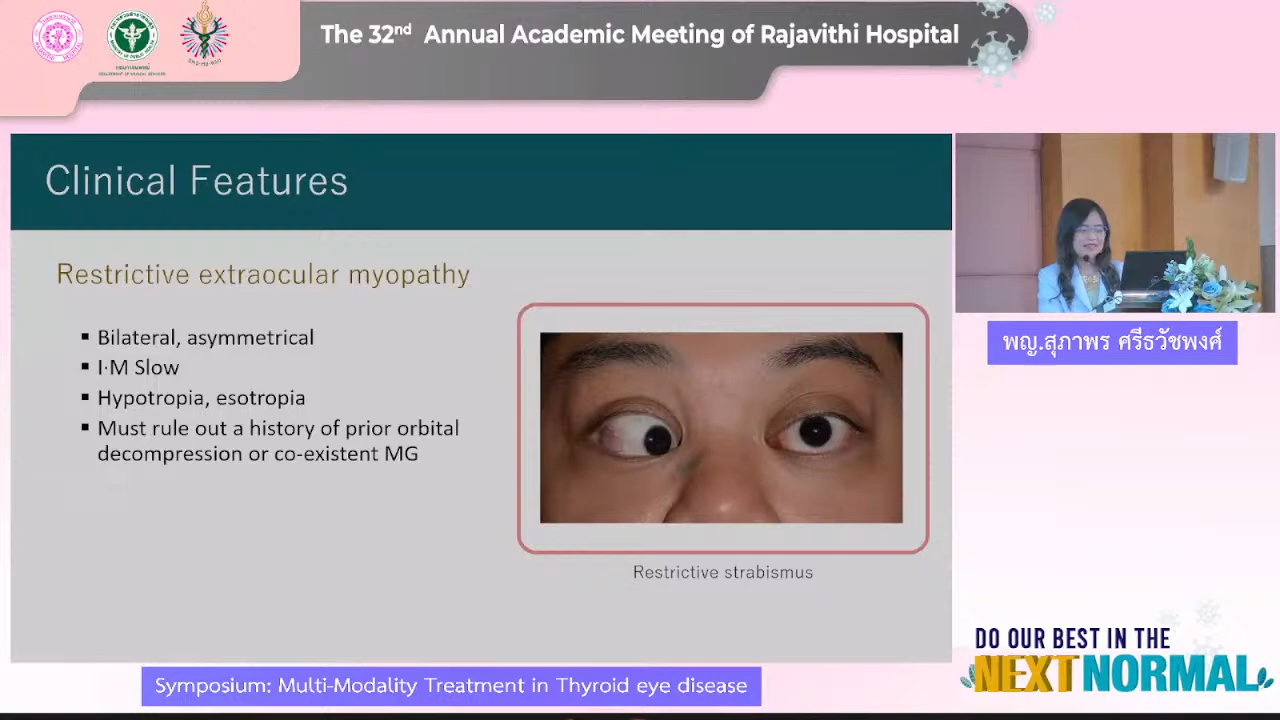 The 32nd Annual Academic Meeting of Rajavithi Hospital
Clinical Features
Restrictive extraocular myopathy
▪ Bilateral, asymmetrical
▪ I·M Slow
▪ Hypotropia, esotropia
▪ Must rule out a history of prior orbital
decompression or co-existent MG
Restrictive strabismus
พญ.สุภาพร ศรีธวัชพงศ์
DO OUR BEST IN THE
NEXT NORMAL
Symposium: Multi-Modality Treatment in Thyroid eye disease